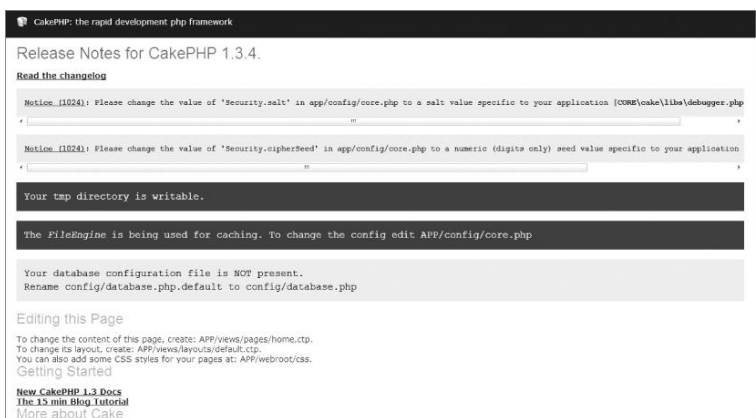 CakePHP: the rapid development php framework
Release Notes for CakePHP 1.3.4.
Read the changelog
Notice (1024): Please change the value of 'Security.salt' in app/config/core.php to a salt value specific to your application [CORE\cake\libs\debugger.php
Notice (1024): Please change the value of 'Security.cipherSeed' in app/config/core.php to a numeric (digits only) seed value specific to your application
Your tmp directory is writable.
The FileEngine is being used for caching. To change the config edit APP/config/core.php
Your database configuration file is NOT present.
Rename config/database.php.default to config/database.php
Editing this Page
To change the content of this page, create: APP/views/pages/home.ctp.
To change its layout, create: APP/views/layouts/default.ctp.
You can also add some CSS styles for your pages at: APP/webroot/css.
Getting Started
New CakePHP 1.3 Docs
The 15 min Blog Tutorial
More about Cake